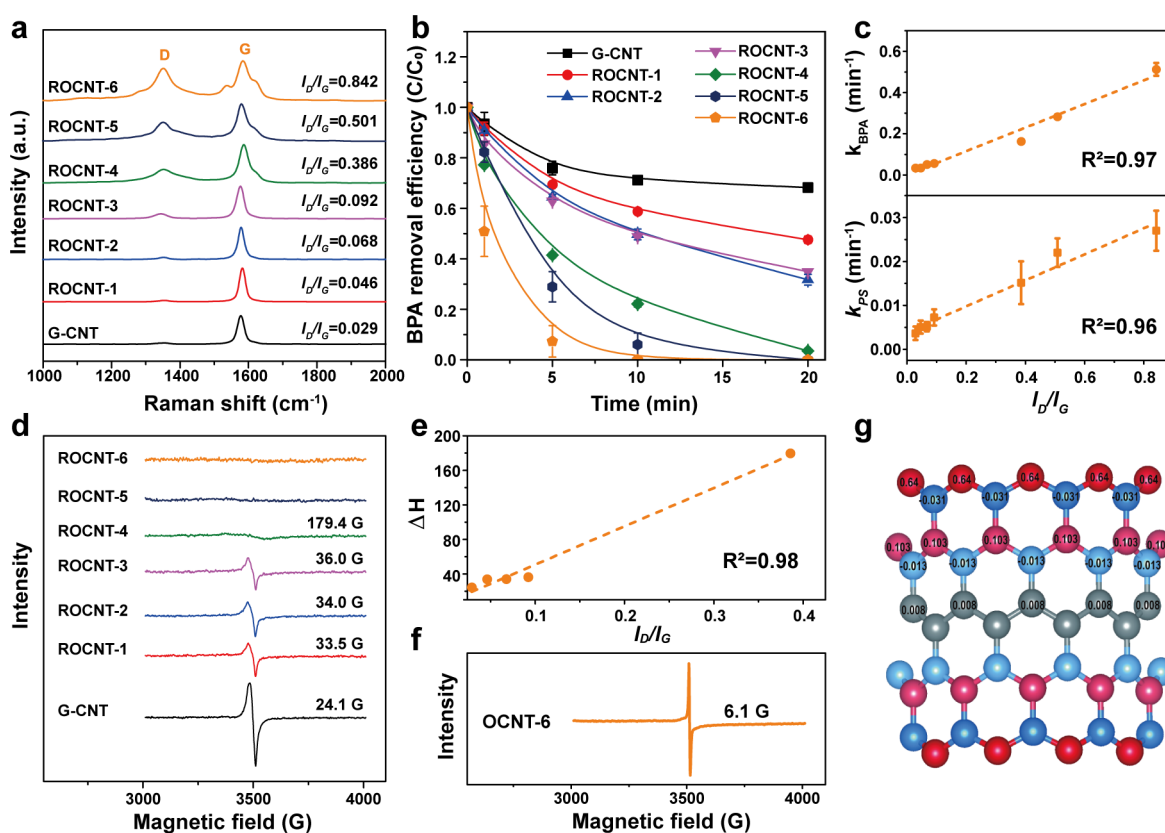 a
D
G
ROCNT-6
I_D/I_G=0.842
ROCNT-5
I_D/I_G=0.501
ROCNT-4
I_D/I_G=0.386
ROCNT-3
I_D/I_G=0.092
ROCNT-2
I_D/I_G=0.068
ROCNT-1
I_D/I_G=0.046
G-CNT
I_D/I_G=0.029
Intensity (a.u.)
1000 1200 1400 1600 1800 2000
Raman shift (cm⁻¹)
b
G-CNT
ROCNT-1
ROCNT-2
ROCNT-3
ROCNT-4
ROCNT-5
ROCNT-6
BPA removal efficiency (C/C₀)
1.2
1.0
0.8
0.6
0.4
0.2
0.0
0 5 10 15 20
Time (min)
c
k_BPA (min⁻¹)
0.6
0.4
0.2
0.0
R²=0.97
k_PS (min⁻¹)
0.03
0.02
0.01
0.00
R²=0.96
0.0 0.2 0.4 0.6 0.8
I_D/I_G
d
ROCNT-6
ROCNT-5
ROCNT-4
179.4 G
ROCNT-3
36.0 G
ROCNT-2
34.0 G
ROCNT-1
33.5 G
G-CNT
24.1 G
Intensity
3000 3500 4000
Magnetic field (G)
e
ΔH
200
160
120
80
40
R²=0.98
0.1 0.2 0.3 0.4
I_D/I_G
f
Intensity
OCNT-6
6.1 G
3000 3500 4000
Magnetic field (G)
g
0.64 0.64 0.64 0.64 0.64
-0.031 -0.031 -0.031 -0.031
0.103 0.103 0.103 0.103 0.10
-0.013 -0.013 -0.013 -0.013
0.008 0.008 0.008 0.008